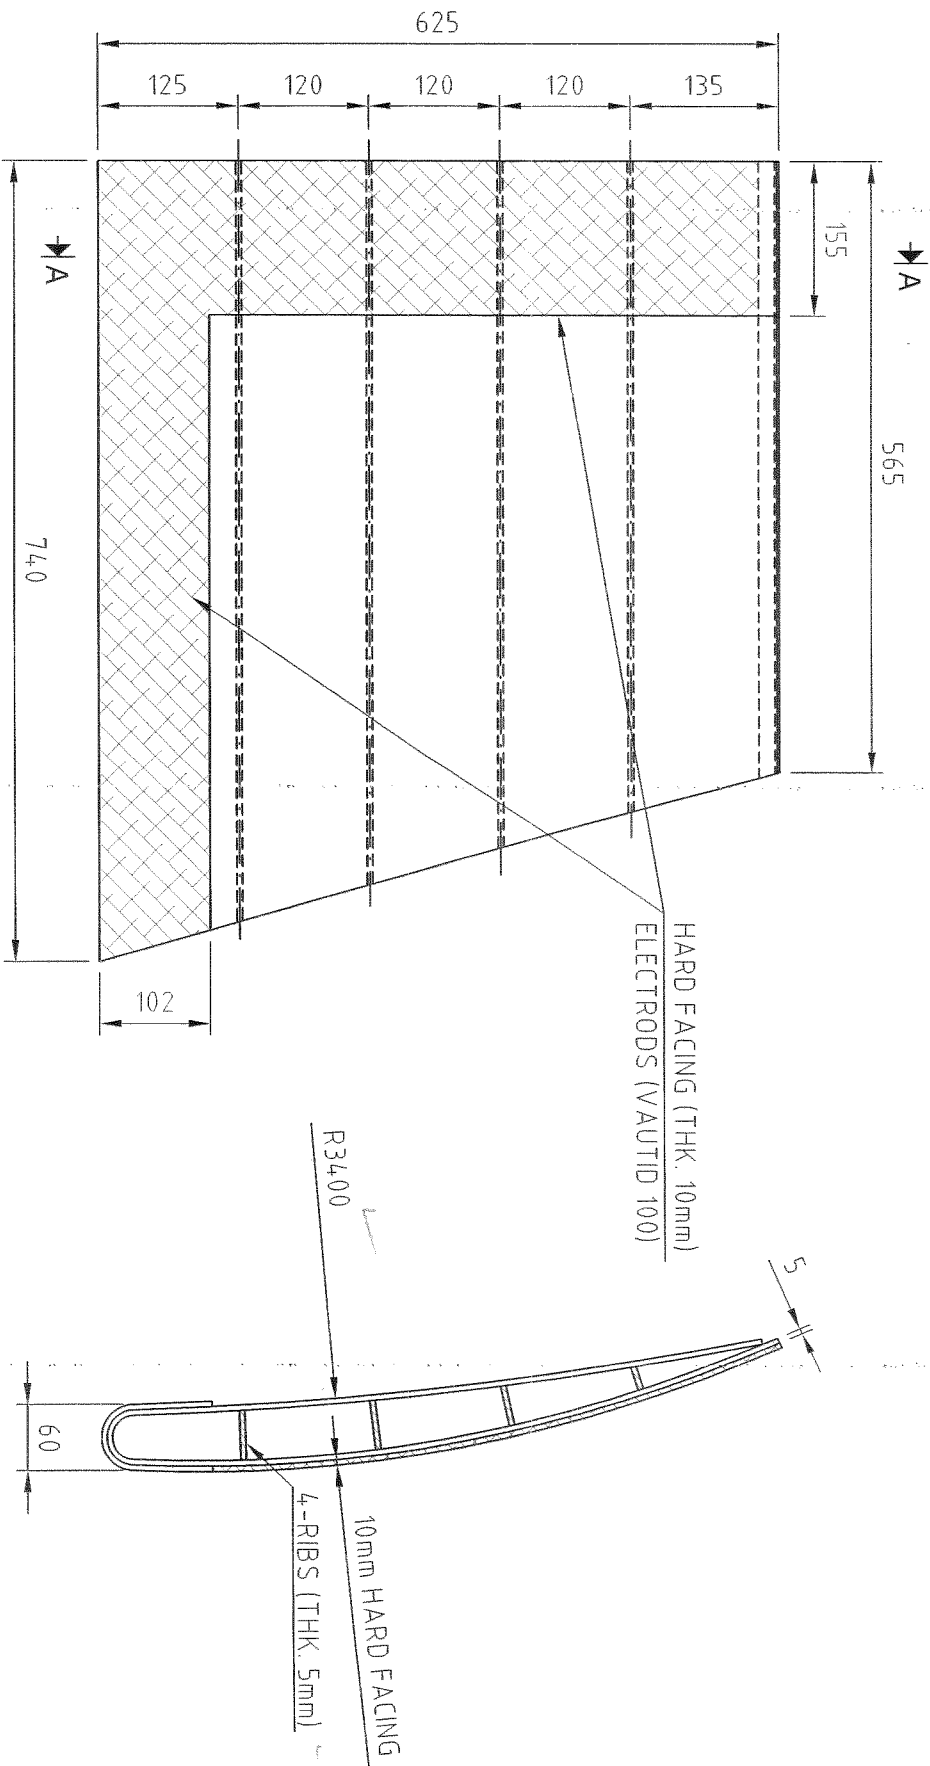 625
125
120
120
120
135
155
565
A
A
740
102
HARD FACING (THK. 10mm)
ELECTRODS (VAUTID 100)
R3400
5
60
10mm HARD FACING
4-RIBS (THK. 5mm)